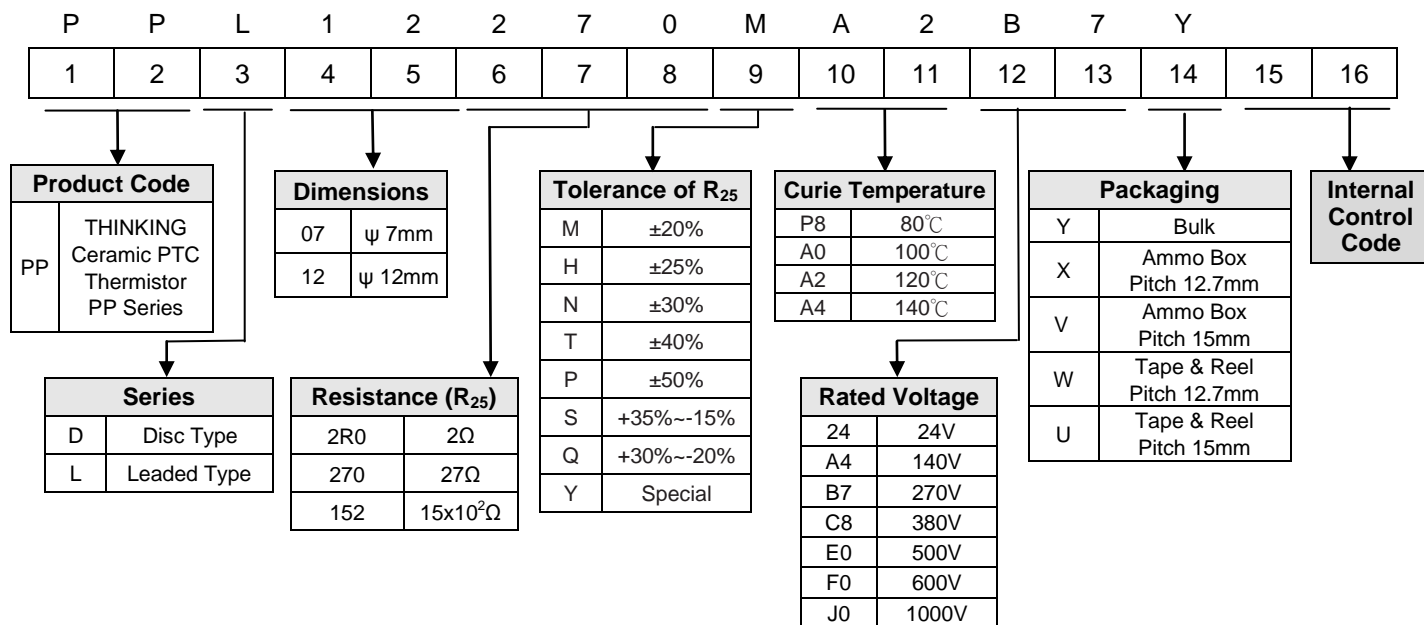 P P L 1 2 2 7 0 M A 2 B 7 Y
1 2 3 4 5 6 7 8 9 10 11 12 13 14 15 16
Product Code
PP
THINKING
Ceramic PTC
Thermistor
PP Series
Dimensions
07 ψ 7mm
12 ψ 12mm
Tolerance of R₂₅
M ±20%
H ±25%
N ±30%
T ±40%
P ±50%
S +35%~-15%
Q +30%~-20%
Y Special
Curie Temperature
P8 80℃
A0 100℃
A2 120℃
A4 140℃
Packaging
Y Bulk
X Ammo Box
Pitch 12.7mm
V Ammo Box
Pitch 15mm
W Tape & Reel
Pitch 12.7mm
U Tape & Reel
Pitch 15mm
Internal
Control
Code
Series
D Disc Type
L Leaded Type
Resistance (R₂₅)
2R0 2Ω
270 27Ω
152 15x10²Ω
Rated Voltage
24 24V
A4 140V
B7 270V
C8 380V
E0 500V
F0 600V
J0 1000V